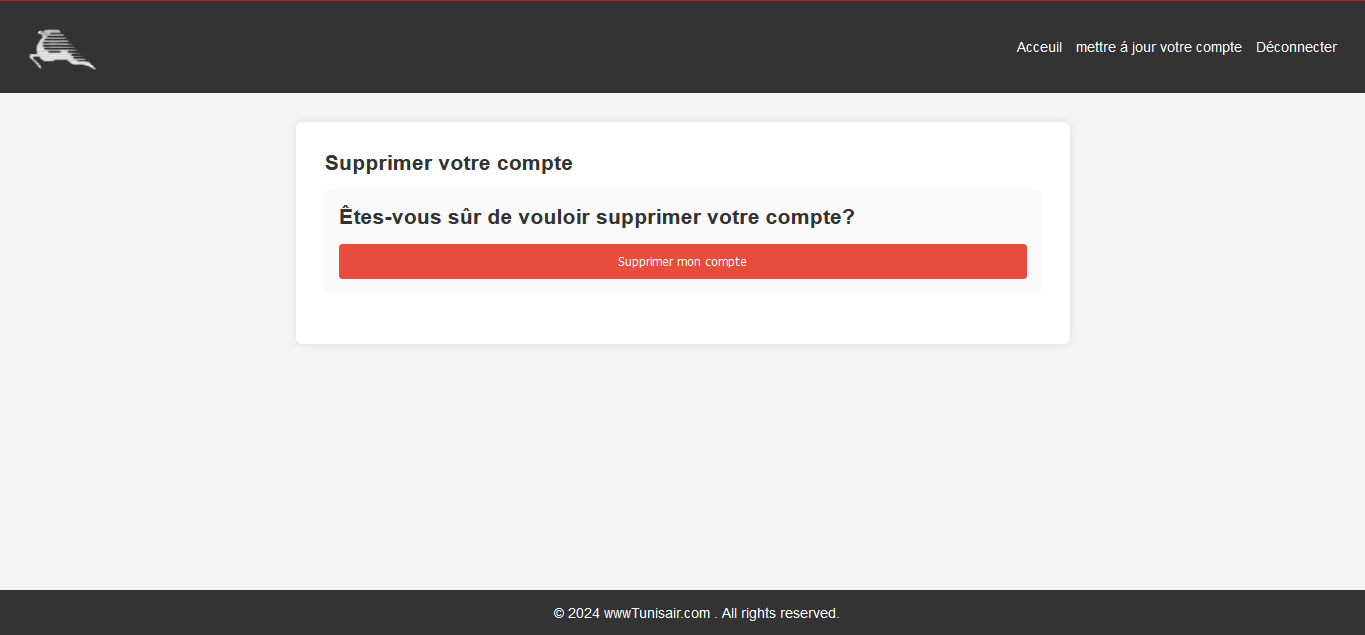 Acceuil mettre á jour votre compte Déconnecter
Supprimer votre compte
Êtes-vous sûr de vouloir supprimer votre compte?
Supprimer mon compte
© 2024 wwwTunisair.com . All rights reserved.